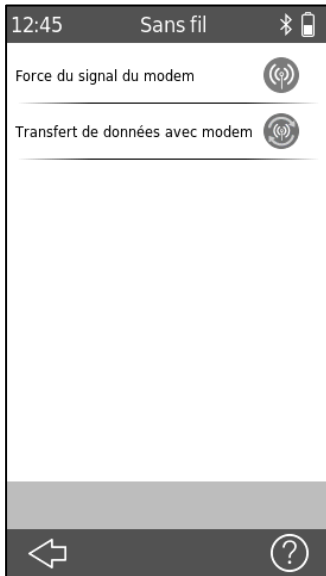 12:45 Sans fil
Force du signal du modem
Transfert de données avec modem
?